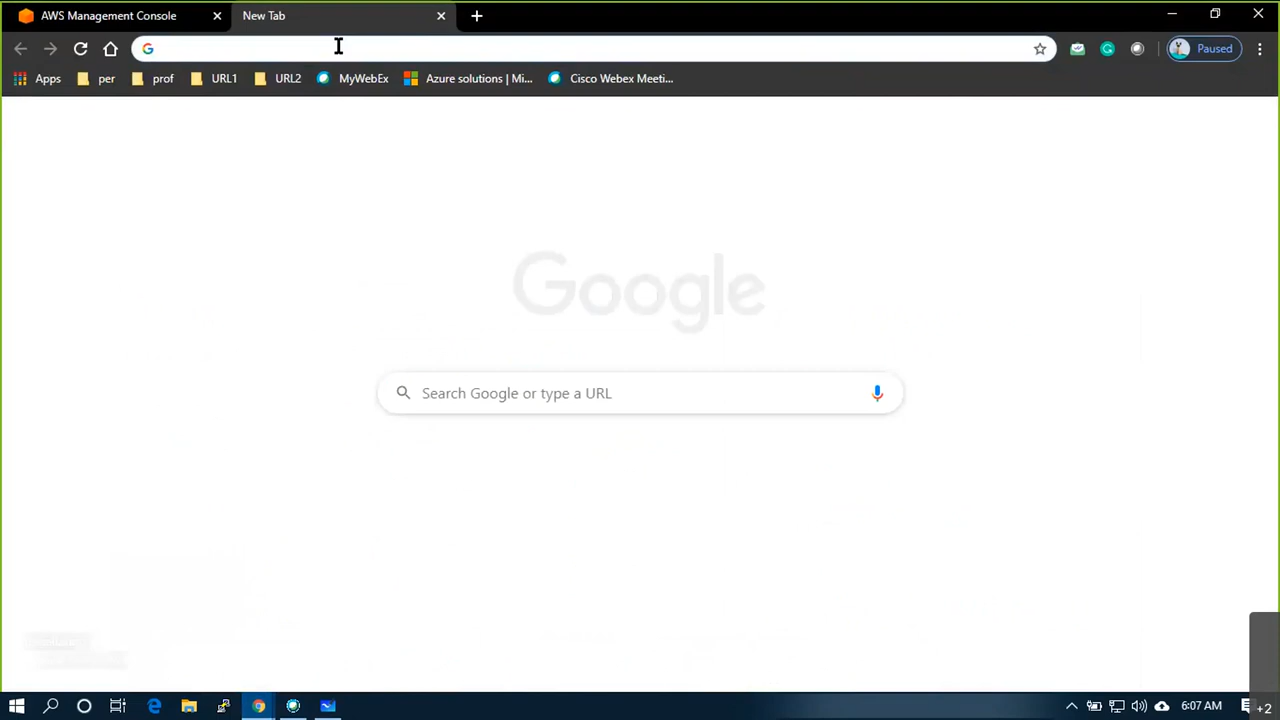 AWS Management Console
New Tab
Paused
Apps
per
prof
URL1
URL2
MyWebEx
Azure solutions | Mi...
Cisco Webex Meeti...
Google
Search Google or type a URL
6:07 AM
+2